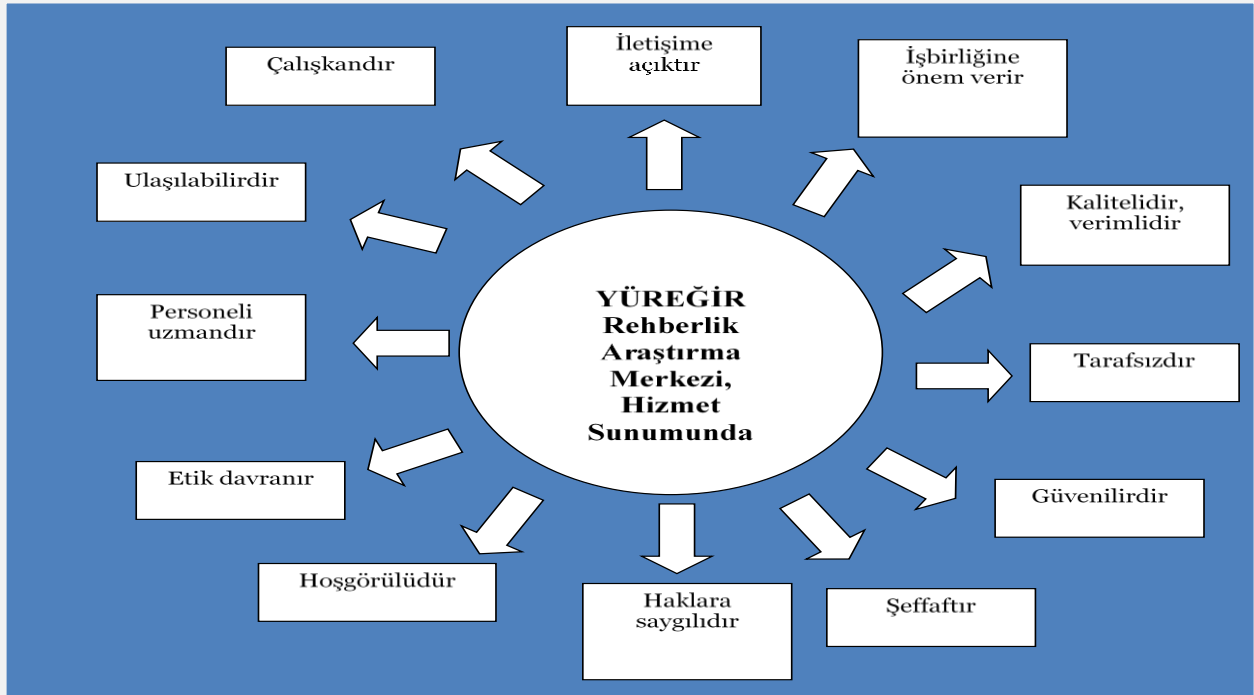 İletişime
açıktır
İşbirliğine
önem verir
Çalışkandır
Ulaşılabilirdir
Kalitelidir,
verimlidir
Personeli
uzmandır
YÜREĞİR
Rehberlik
Araştırma
Merkezi,
Hizmet
Sunumunda
Tarafsızdır
Etik davranır
Güvenilirdir
Hoşgörülüdür
Haklara
saygılıdır
Şeffaftır